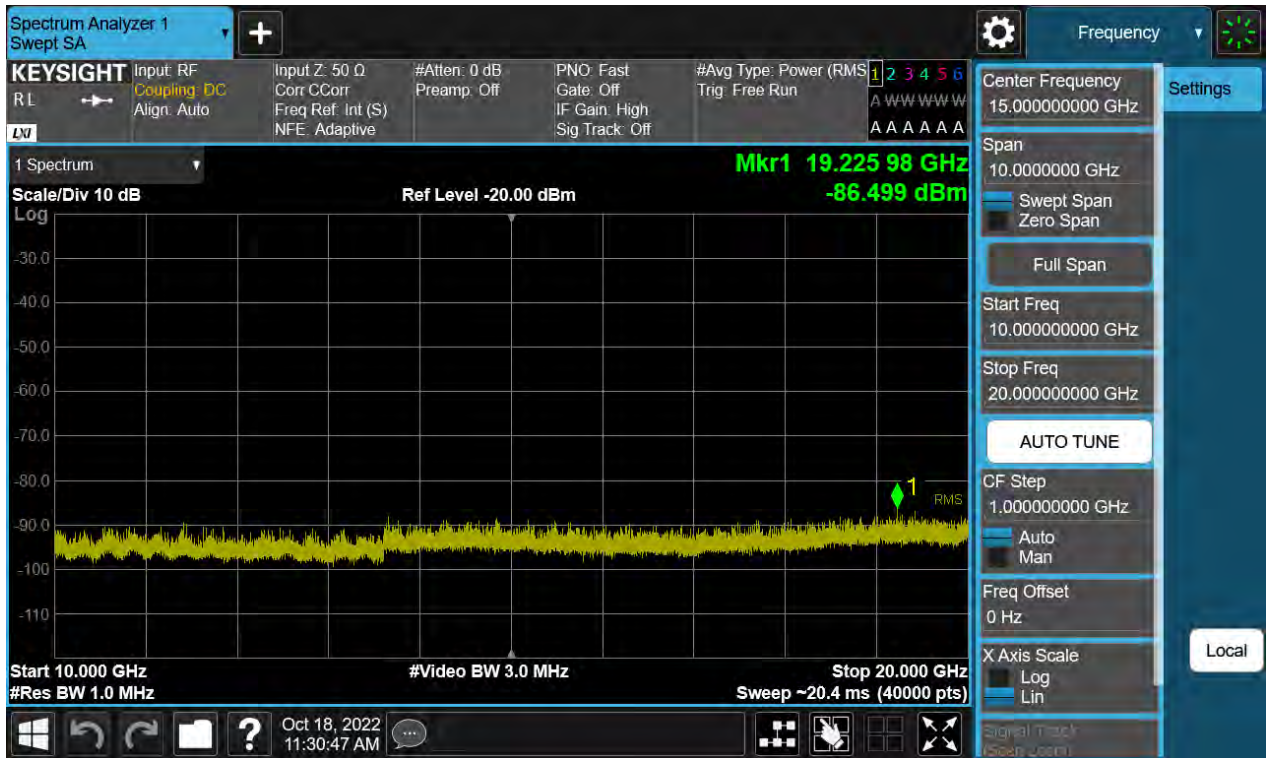 Spectrum Analyzer 1
Swept SA
+
Frequency
KEYSIGHT
RL
LXI
Input: RF
Coupling: DC
Align: Auto
Input Z: 50 Ω
Corr CCorr
Freq Ref: Int (S)
NFE: Adaptive
#Atten: 0 dB
Preamp: Off
PNO: Fast
Gate: Off
IF Gain: High
Sig Track: Off
#Avg Type: Power (RMS
Trig: Free Run
1 2 3 4 5 6
A W W W W W
A A A A A A
1 Spectrum
Mkr1 19.225 98 GHz
Scale/Div 10 dB
Ref Level -20.00 dBm
-86.499 dBm
Log
-30.0
-40.0
-50.0
-60.0
-70.0
-80.0
-90.0
-100
-110
1
RMS
Start 10.000 GHz
#Video BW 3.0 MHz
Stop 20.000 GHz
#Res BW 1.0 MHz
Sweep ~20.4 ms (40000 pts)
Center Frequency
15.000000000 GHz
Settings
Span
10.0000000 GHz
Swept Span
Zero Span
Full Span
Start Freq
10.000000000 GHz
Stop Freq
20.000000000 GHz
AUTO TUNE
CF Step
1.000000000 GHz
Auto
Man
Freq Offset
0 Hz
X Axis Scale
Log
Lin
Local
Signal Track
(Span Zoom)
?
Oct 18, 2022
11:30:47 AM